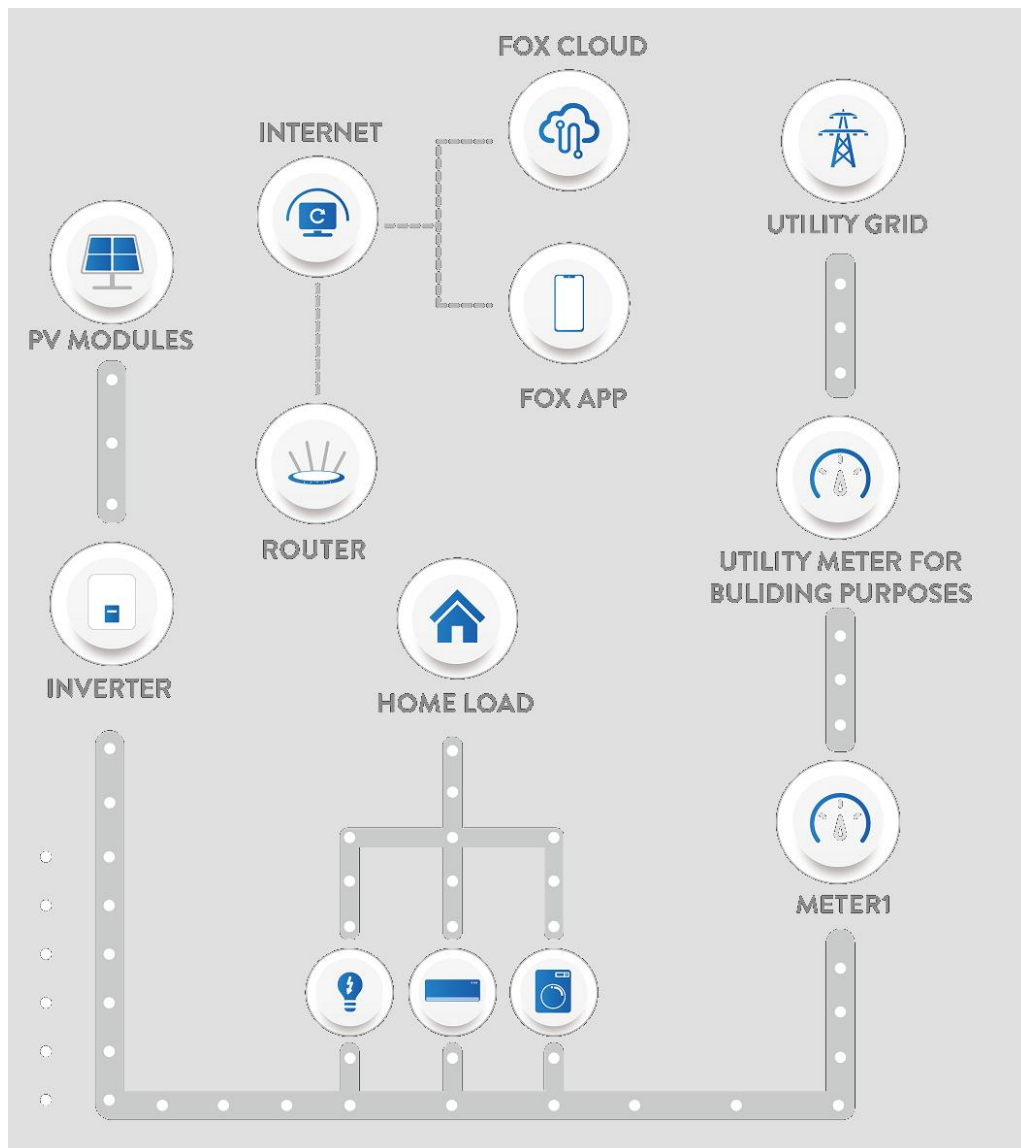 FOX CLOUD
INTERNET
UTILITY GRID
PV MODULES
FOX APP
ROUTER
UTILITY METER FOR
BULIDING PURPOSES
INVERTER
HOME LOAD
METER1